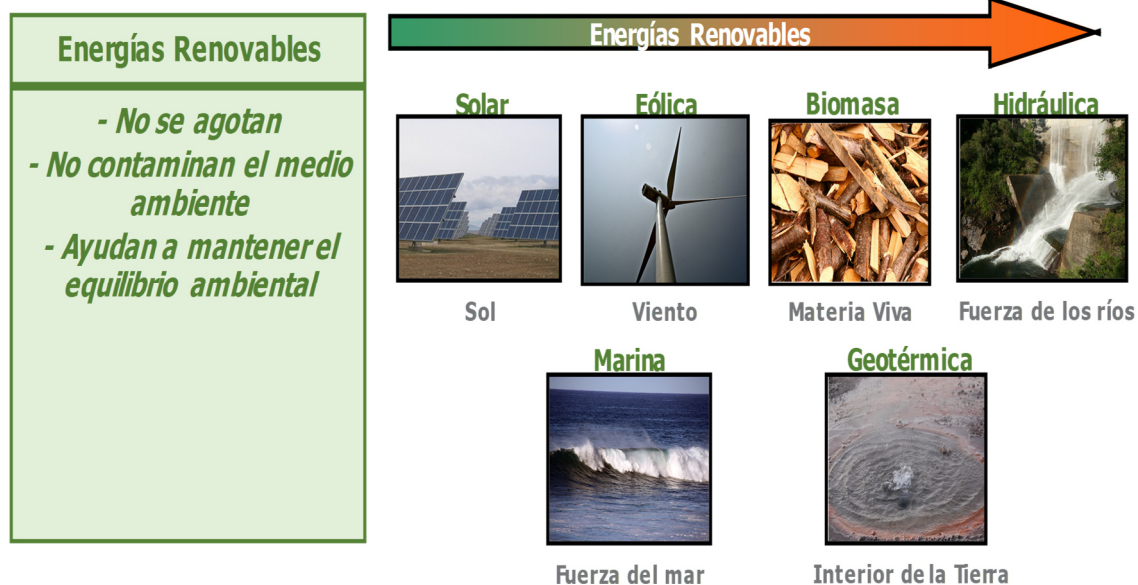 Energías Renovables
- No se agotan
- No contaminan el medio
ambiente
- Ayudan a mantener el
equilibrio ambiental
Energías Renovables
Solar
Eólica
Biomasa
Hidráulica
Sol
Viento
Materia Viva
Fuerza de los ríos
Marina
Geotérmica
Fuerza del mar
Interior de la Tierra